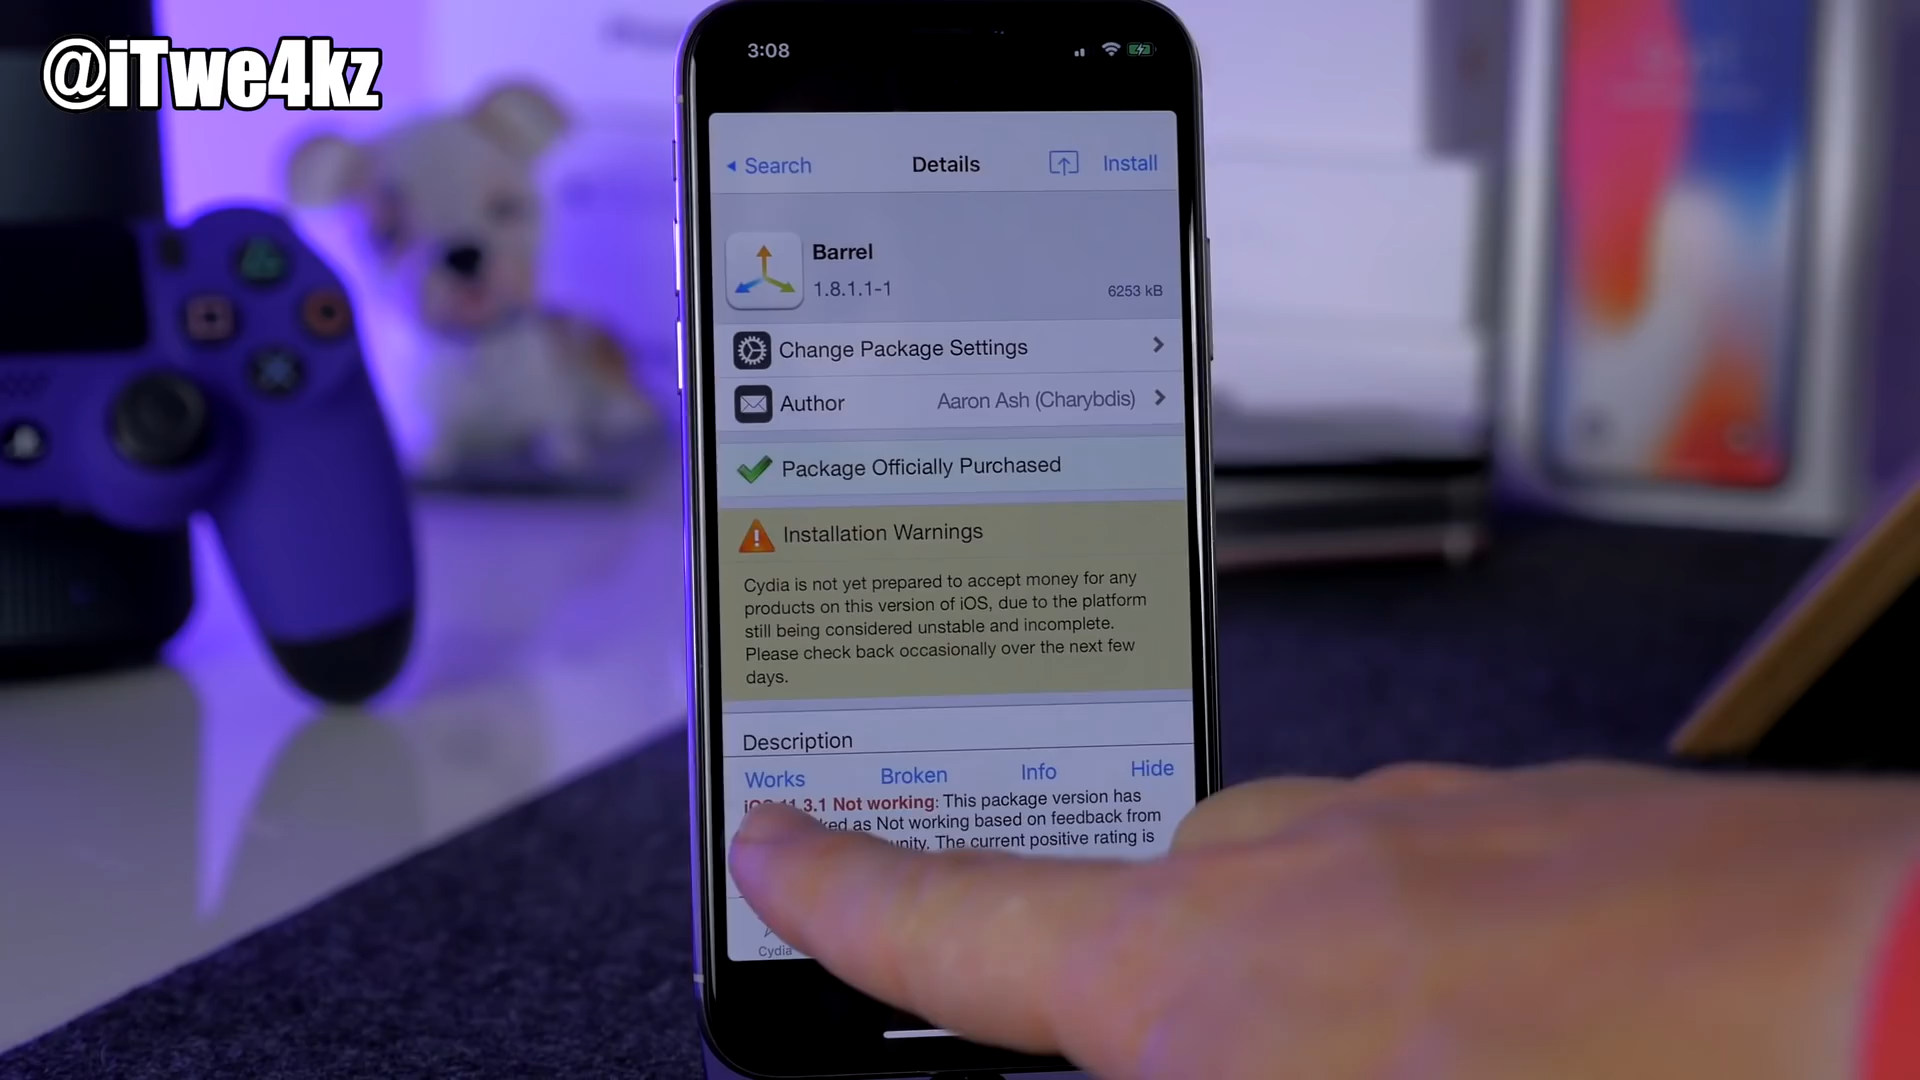 @iTwe4kz
3:08
Search
Details
Install
Barrel
1.8.1.1-1
6253 kB
Change Package Settings
Author
Aaron Ash (Charybdis)
Package Officially Purchased
Installation Warnings
Cydia is not yet prepared to accept money for any
products on this version of iOS, due to the platform
still being considered unstable and incomplete.
Please check back occasionally over the next few
days.
Description
Works
Broken
Info
Hide
iOS 11.3.1 Not working: This package version has
as Not working based on feedback from
The current positive rating is
Cydia